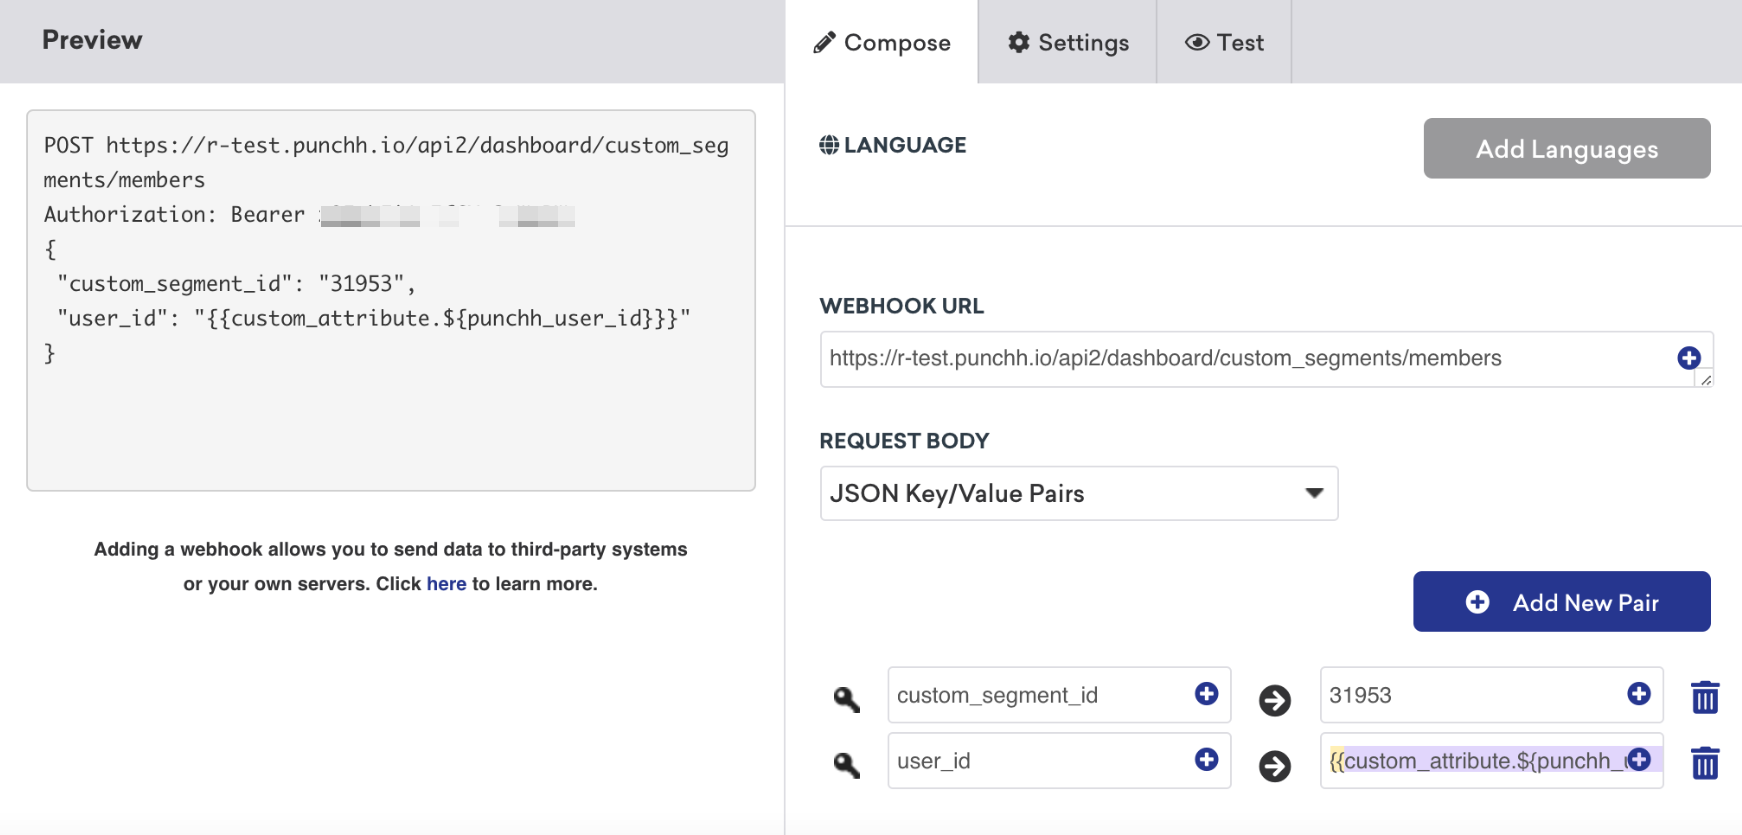 Preview
POST https://r-test.punchh.io/api2/dashboard/custom_seg
ments/members
Authorization: Bearer
{
"custom_segment_id": "31953",
"user_id": "{{custom_attribute.${punchh_user_id}}}"
}
Adding a webhook allows you to send data to third-party systems
or your own servers. Click here to learn more.
Compose
Settings
Test
LANGUAGE
Add Languages
WEBHOOK URL
https://r-test.punchh.io/api2/dashboard/custom_segments/members
REQUEST BODY
JSON Key/Value Pairs
Add New Pair
custom_segment_id
31953
user_id
{{custom_attribute.${punchh_